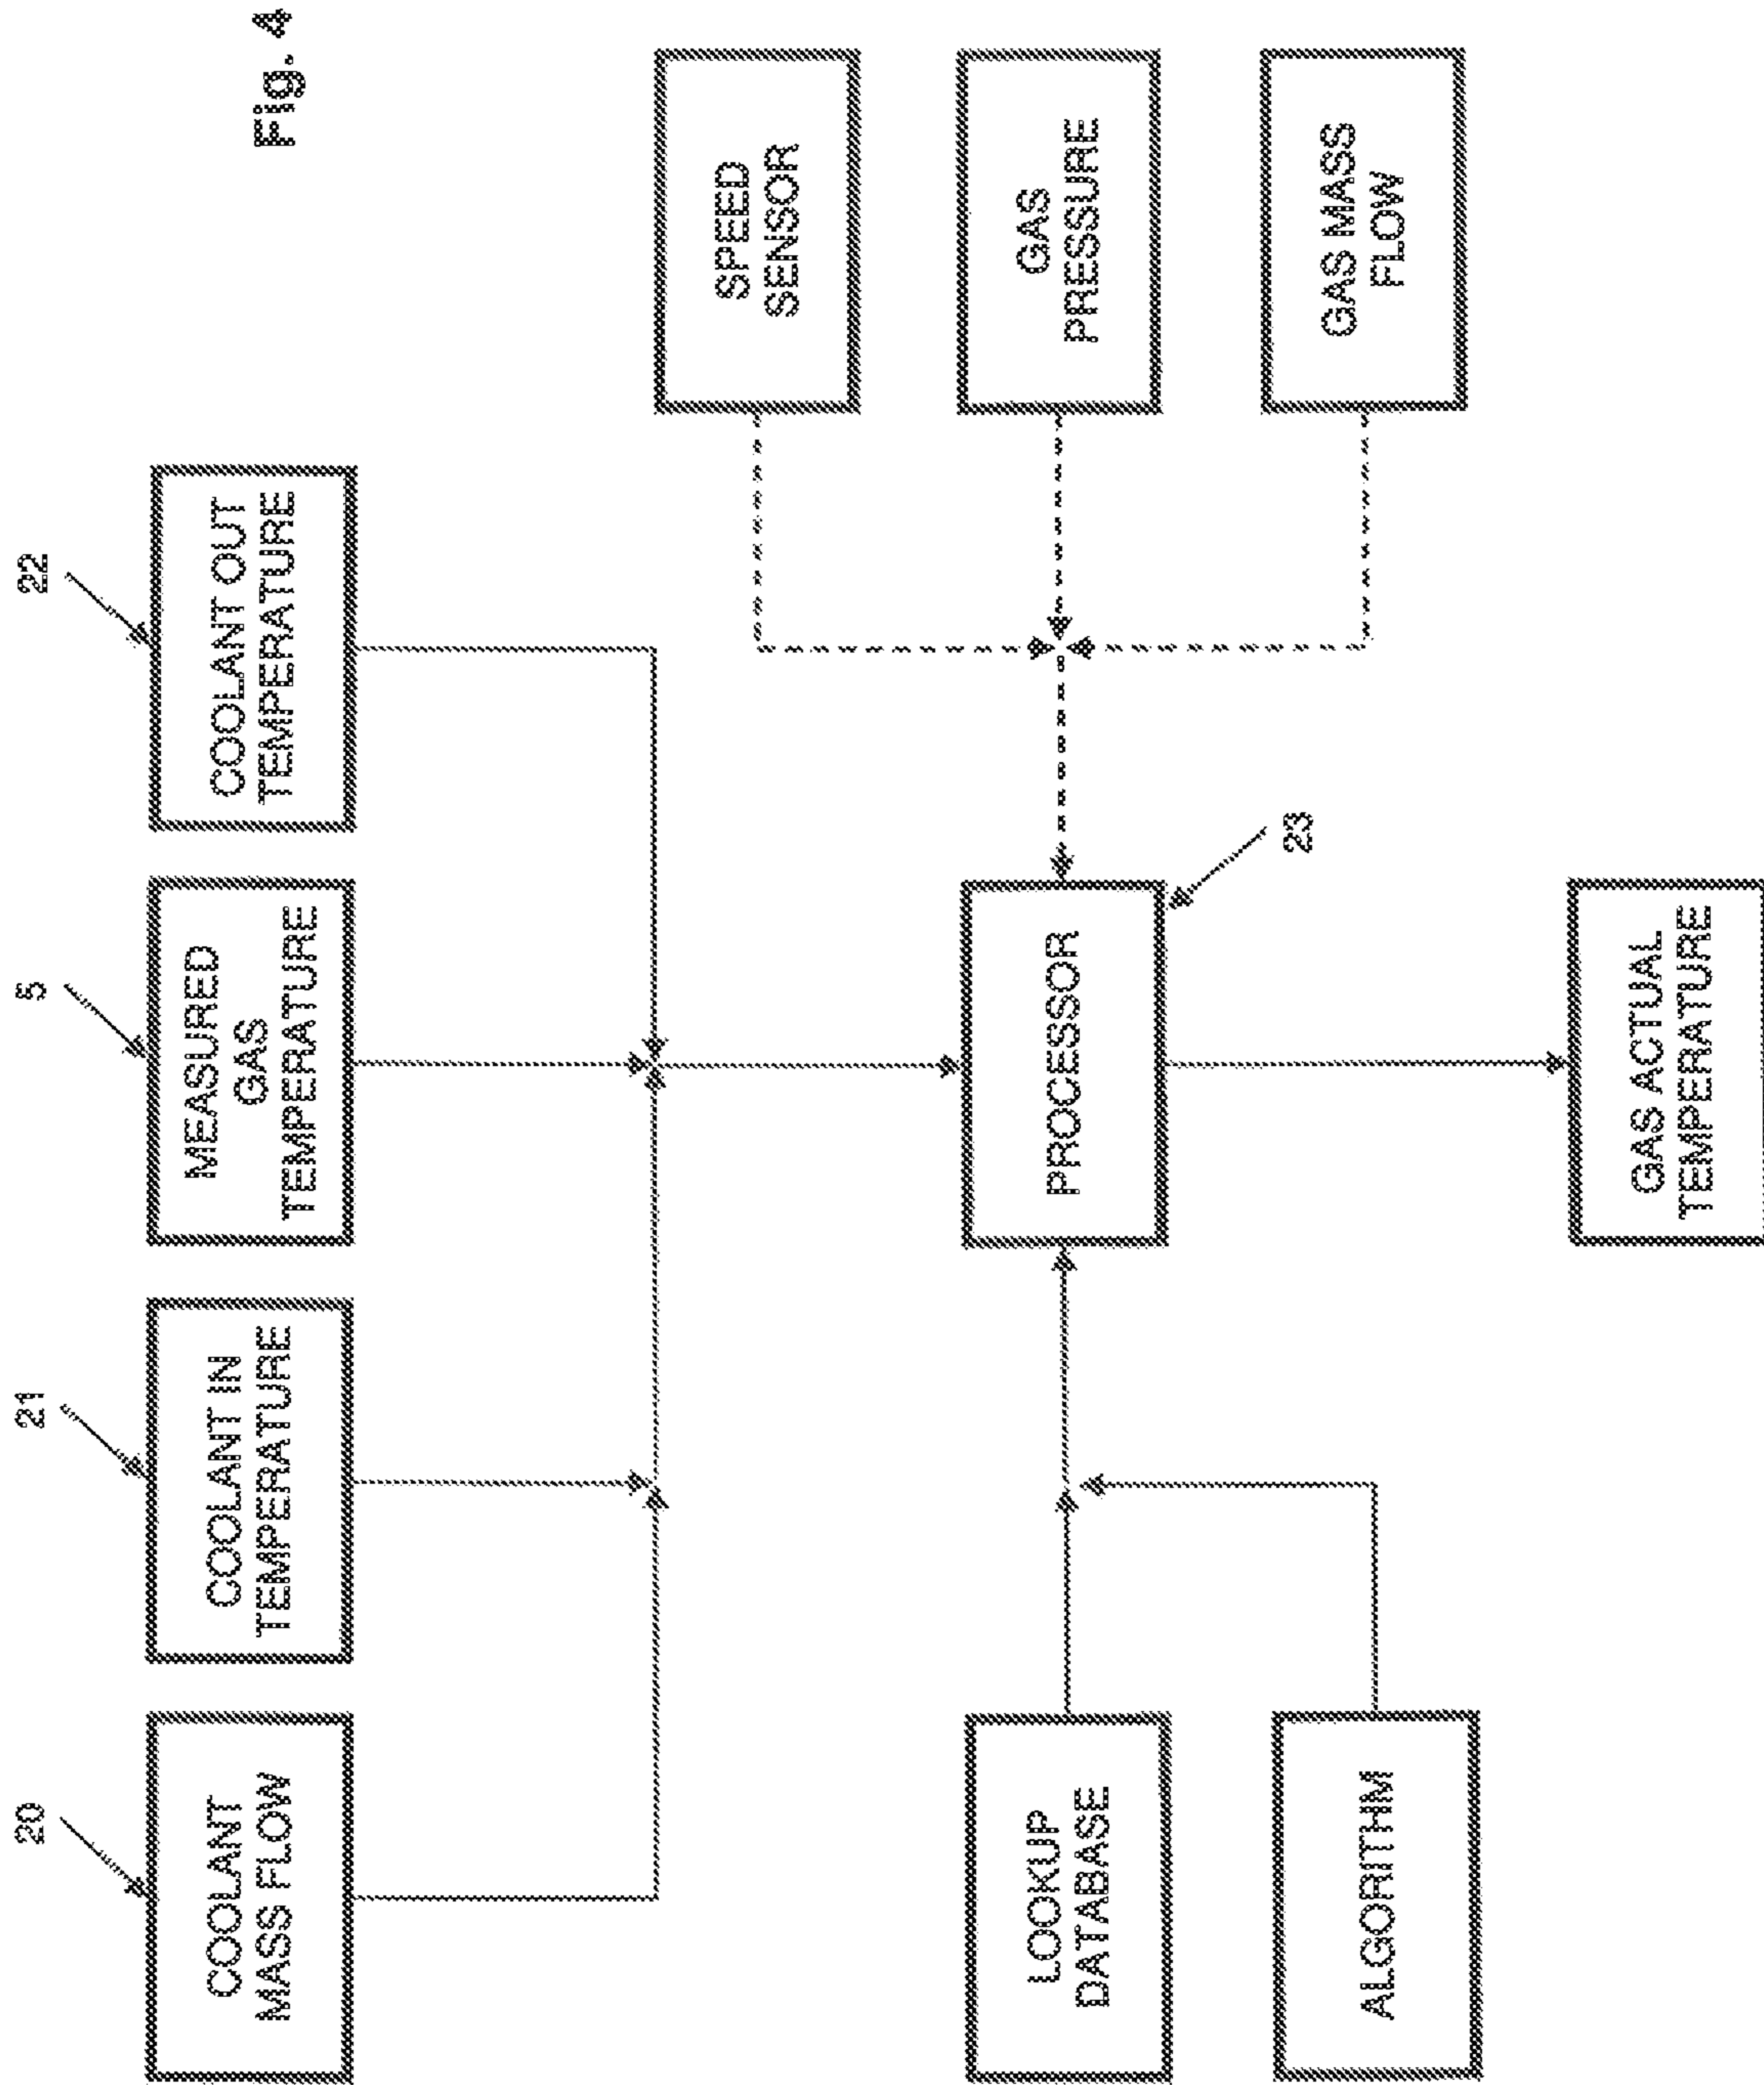 Fig. 4
20
COOLANT
MASS FLOW
21
COOLANT IN
TEMPERATURE
5
MEASURED
GAS
TEMPERATURE
22
COOLANT OUT
TEMPERATURE
SPEED
SENSOR
LOOKUP
DATABASE
PROCESSOR
23
GAS
PRESSURE
ALGORITHM
GAS MASS
FLOW
GAS ACTUAL
TEMPERATURE